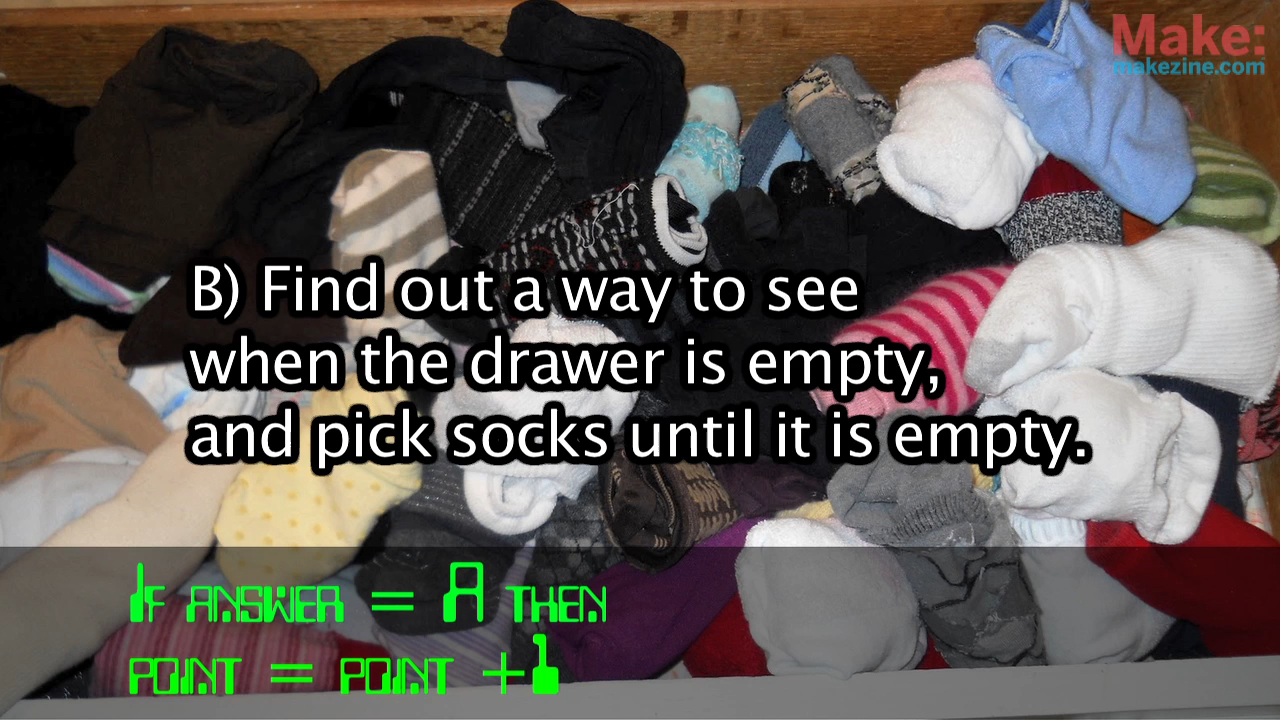 Make:
makezine.com
B) Find out a way to see
when the drawer is empty,
and pick socks until it is empty.
If answer = A then
point = point +1